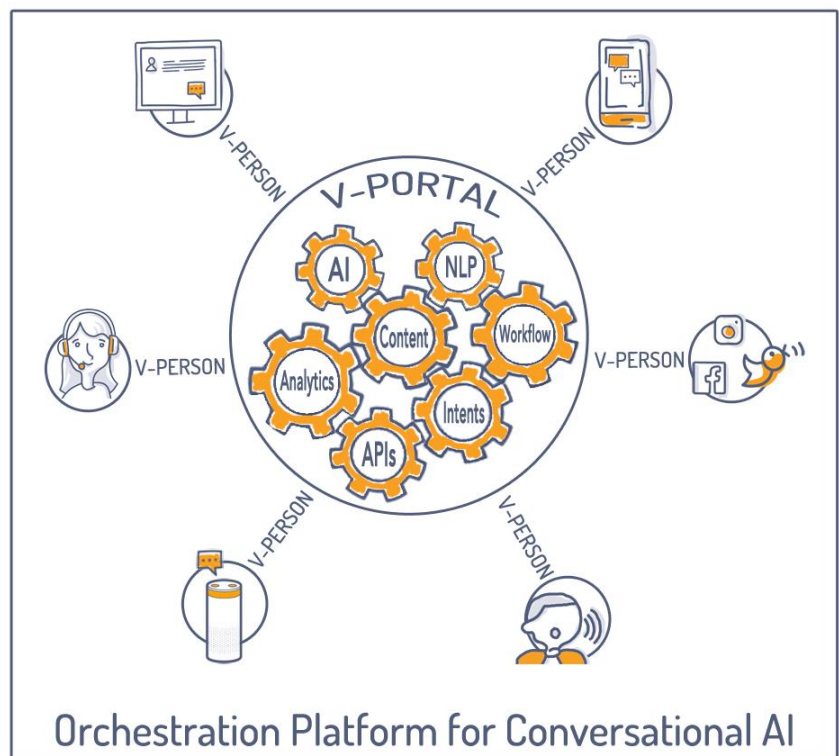 V-PERSON
V-PERSON
V-PORTAL
AI
NLP
Content
Workflow
V-PERSON
V-PERSON
Analytics
Intents
APIs
V-PERSON
V-PERSON
Orchestration Platform for Conversational AI